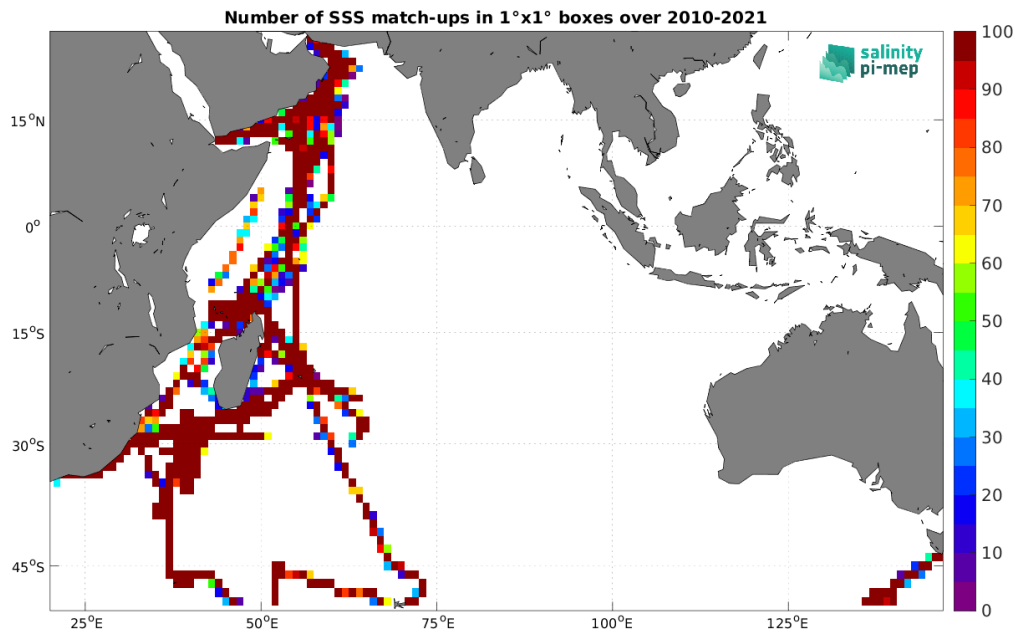 Number of SSS match-ups in 1°x1° boxes over 2010-2021
salinity
pi-mep
15°N
0°
15°S
30°S
45°S
25°E
50°E
75°E
100°E
125°E
100
90
80
70
60
50
40
30
20
10
0